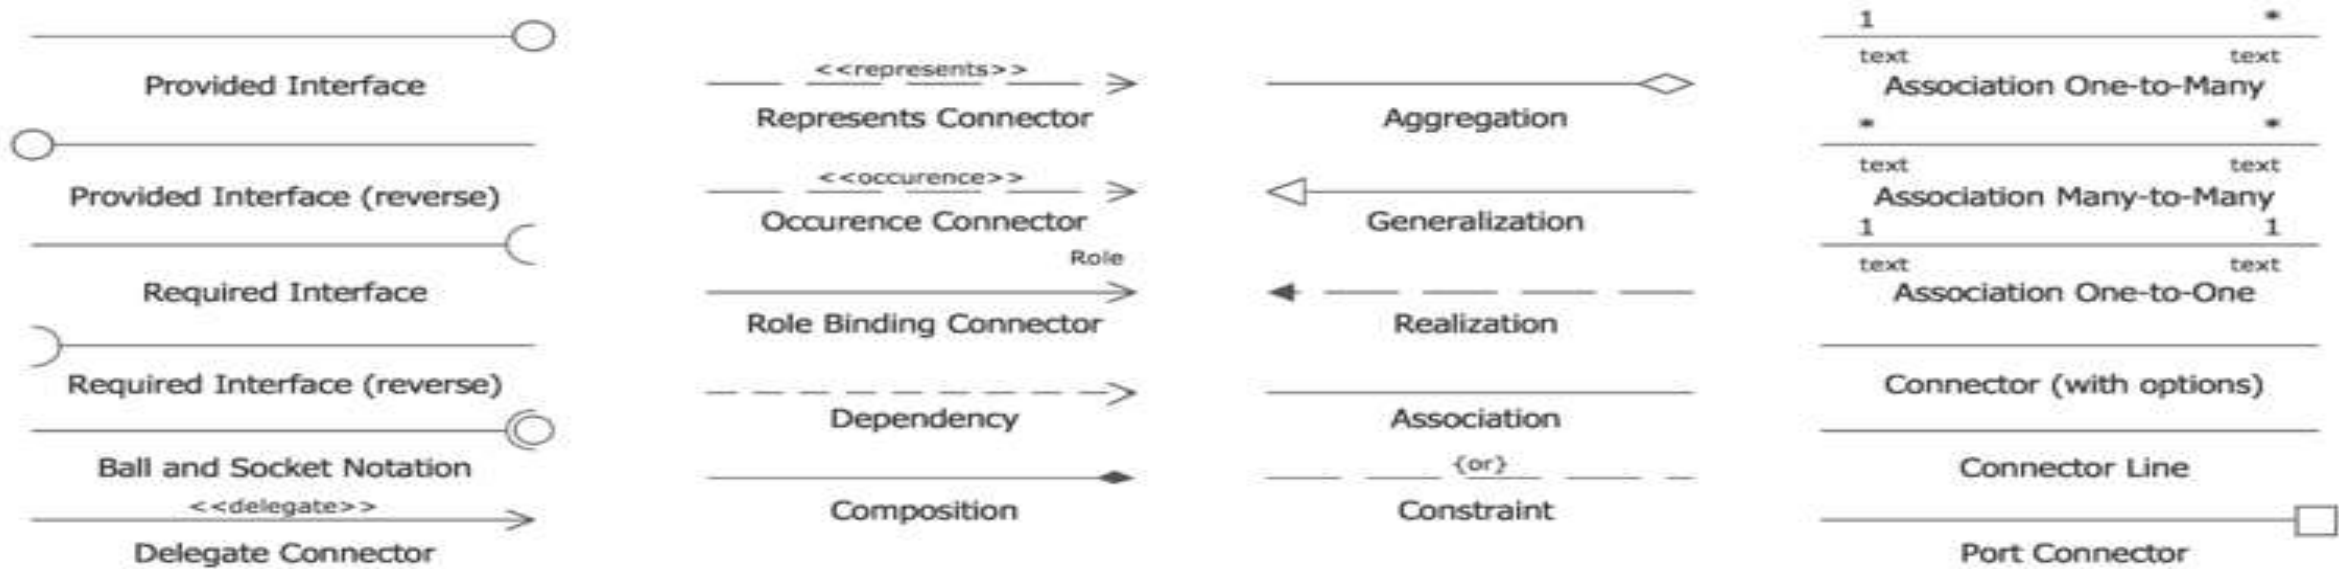 Provided Interface
Provided Interface (reverse)
Required Interface
Required Interface (reverse)
Ball and Socket Notation
<<delegate>>
Delegate Connector
<<represents>>
Represents Connector
<<occurence>>
Occurence Connector
Role
Role Binding Connector
Dependency
Composition
Aggregation
Generalization
Realization
Association
{or}
Constraint
1 *
text text
Association One-to-Many
* *
text text
Association Many-to-Many
1 1
text text
Association One-to-One
Connector (with options)
Connector Line
Port Connector